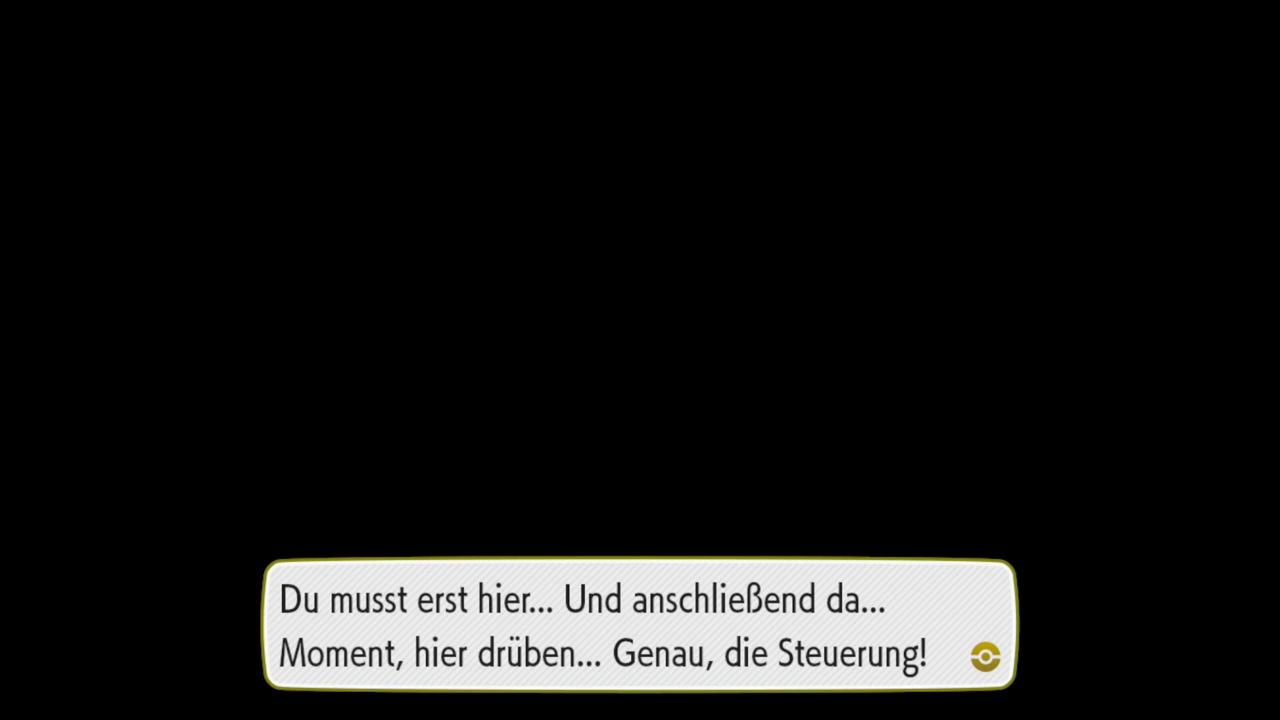 Du musst erst hier... Und anschließend da...
Moment, hier drüben... Genau, die Steuerung!